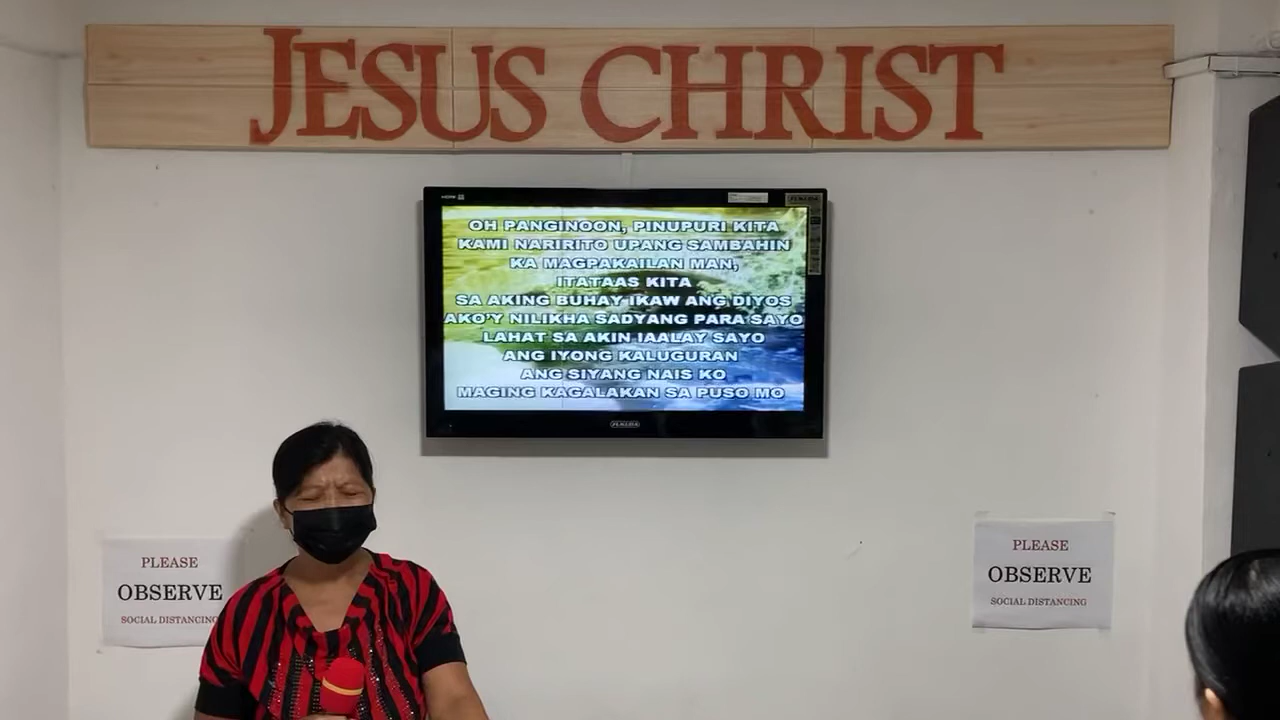 JESUS CHRIST
OH PANGINOON, PINUPURI KITA
KAMI NARIRITO UPANG SAMBAHIN
KA MAGPAKAILAN MAN,
ITATAAS KITA
SA AKING BUHAY IKAW ANG DIYOS
AKO'Y NILIKHA SADYANG PARA SAYO
LAHAT SA AKIN IAALAY SAYO
ANG IYONG KALUGURAN
ANG SIYANG NAIS KO
MAGING KAGALAKAN SA PUSO MO
PLEASE
OBSERVE
SOCIAL DISTANCING
PLEASE
OBSERVE
SOCIAL DISTANCING